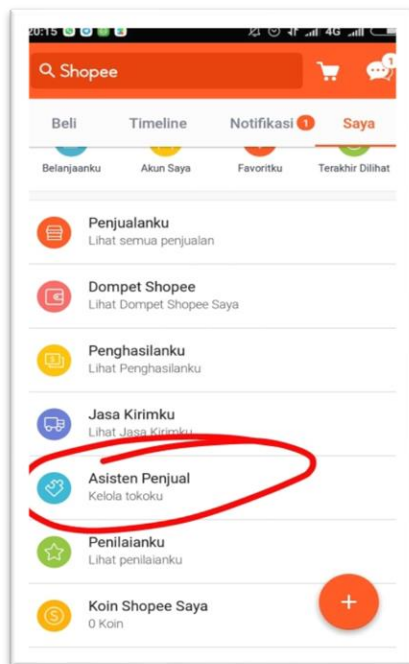 20:15 4G
Shopee 1
Beli Timeline Notifikasi 1 Saya
Belanjaanku Akun Saya Favoritku Terakhir Dilihat
Penjualanku
Lihat semua penjualan
Dompet Shopee
Lihat Dompet Shopee Saya
Penghasilanku
Lihat Penghasilanku
Jasa Kirimku
Lihat Jasa Kirimku
Asisten Penjual
Kelola tokoku
Penilaianku
Lihat penilaianku
Koin Shopee Saya
0 Koin